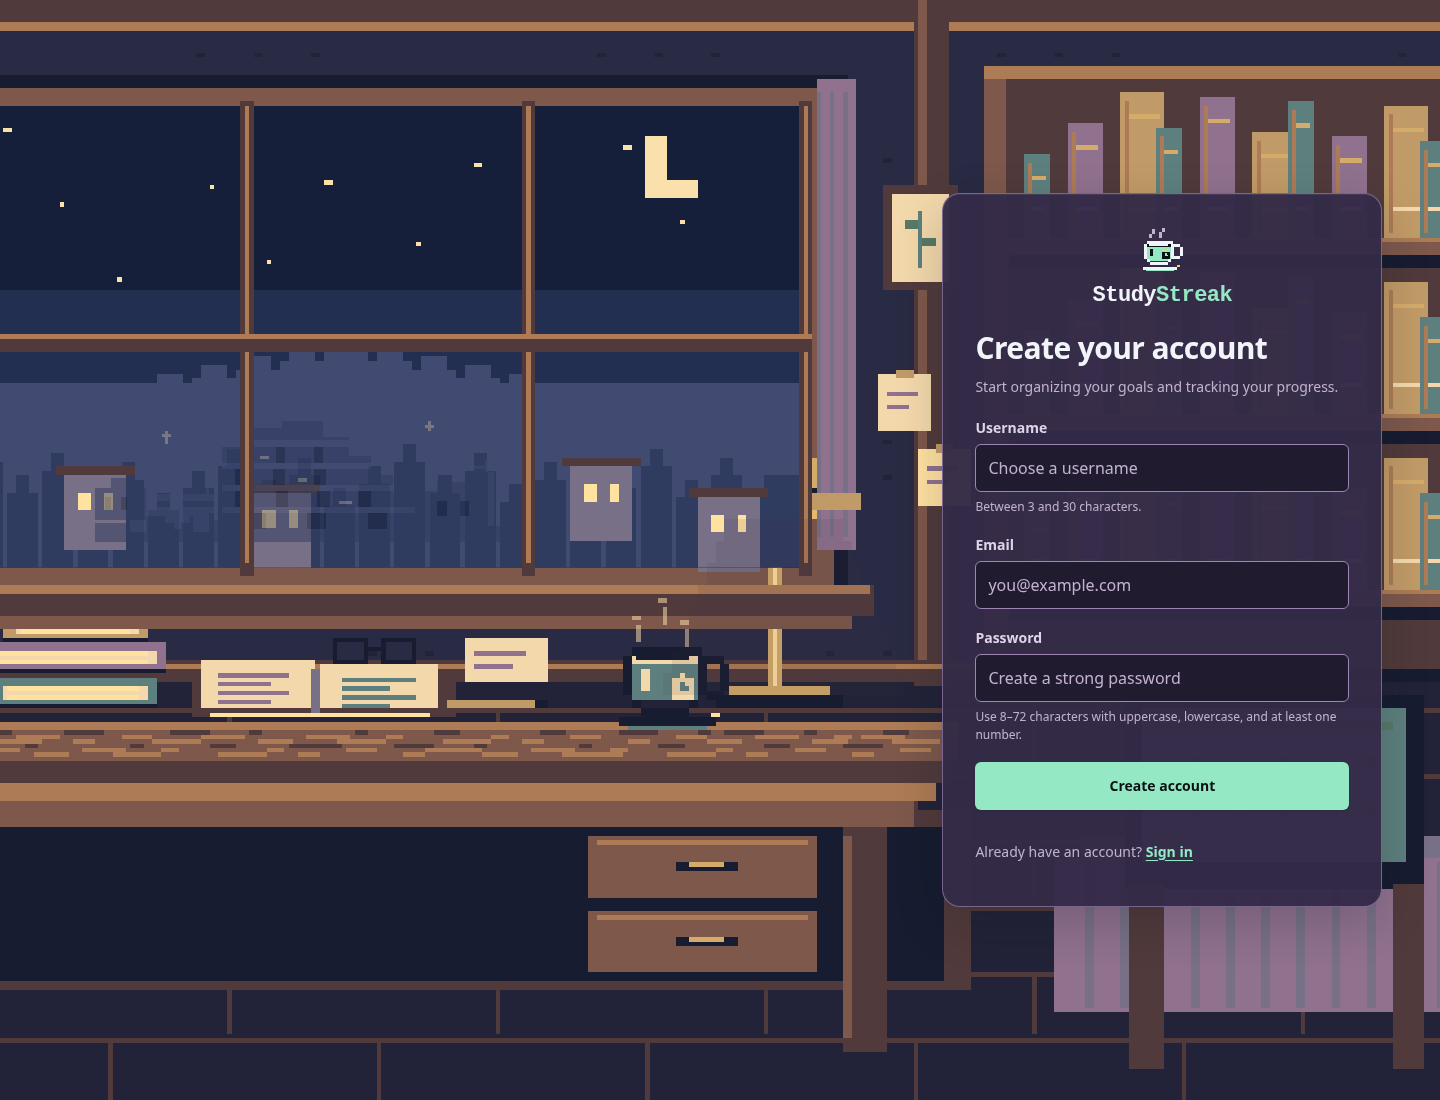 StudyStreak
Create your account
Start organizing your goals and tracking your progress.
Username
Choose a username
Between 3 and 30 characters.
Email
you@example.com
Password
Create a strong password
Use 8–72 characters with uppercase, lowercase, and at least one
number.
Create account
Already have an account? Sign in